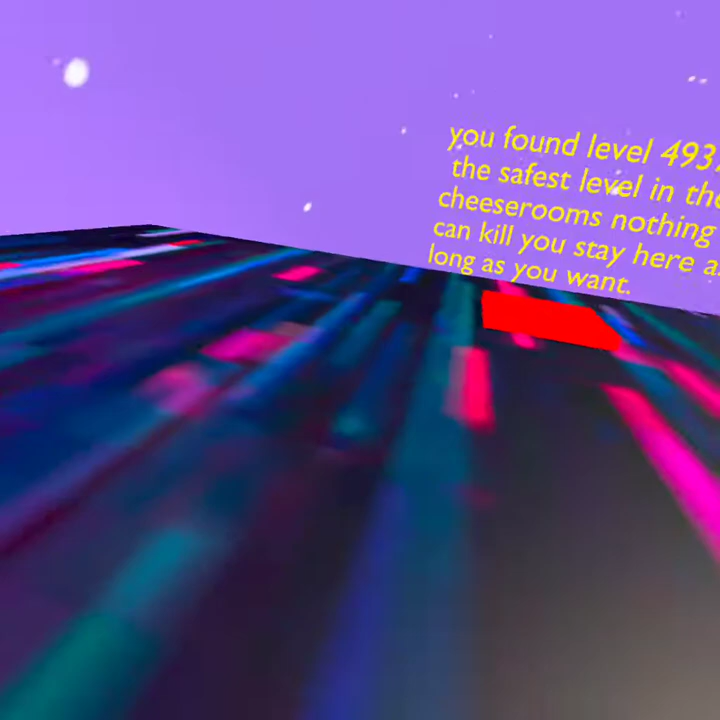 you found level 493
the safest level in the
cheeserooms nothing
can kill you stay here as
long as you want.